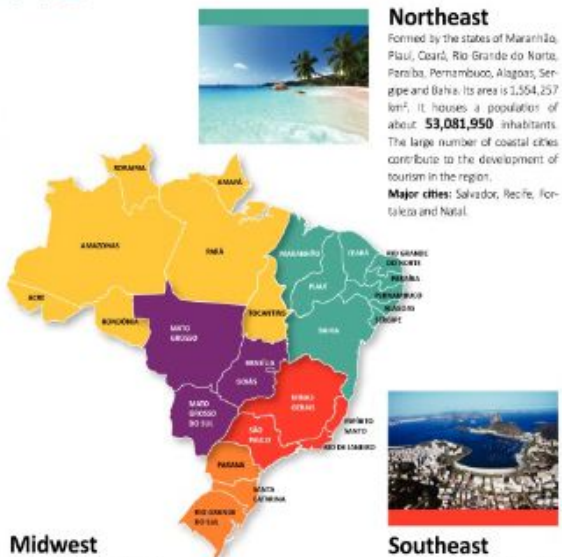 Northeast
Formed by the states of Maranhão,
Piauí, Ceará, Rio Grande do Norte,
Paraíba, Pernambuco, Alagoas, Ser-
gipe and Bahia. Its area is 1,554,257
km², it houses a population of
about 53,081,950 inhabitants.
The large number of coastal cities
contribute to the development of
tourism in the region.
Major cities: Salvador, Recife, For-
taleza and Natal.
RORAIMA
AMAPÁ
AMAZONAS
PARÁ
MARANHÃO
CEARÁ
RIO GRANDE
DO NORTE
PARAÍBA
PIAUÍ
PERNAMBUCO
ALAGOAS
SERGIPE
ACRE
RONDÔNIA
TOCANTINS
BAHIA
MATO
GROSSO
BRASÍLIA
GOIÁS
MINAS
GERAIS
MATO
GROSSO
DO SUL
ESPÍRITO
SANTO
SÃO
PAULO
RIO DE JANEIRO
PARANÁ
SANTA
CATARINA
RIO GRANDE
DO SUL
Midwest
Southeast